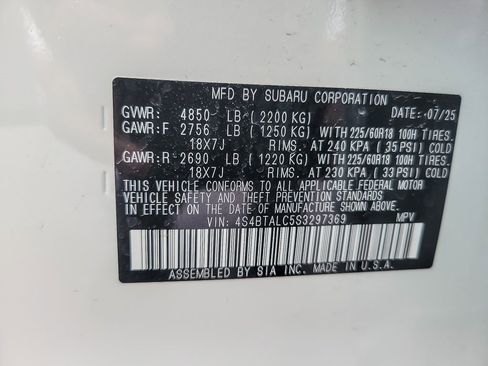 MFD BY SUBARU CORPORATION
DATE: 07/25
GVWR: 4850 LB (2200 KG)
GAWR:F 2756 LB (1250 KG) WITH 225/60R18 100H TIRES.
18X7J RIMS. AT 240 KPA (35 PSI) COLD
GAWR:R 2690 LB (1220 KG) WITH 225/60R18 100H TIRES.
18X7J RIMS. AT 230 KPA (33 PSI) COLD
THIS VEHICLE CONFORMS TO ALL APPLICABLE FEDERAL MOTOR
VEHICLE SAFETY, BUMPER, AND THEFT PREVENTION STANDARDS
IN EFFECT ON THE DATE OF MANUFACTURE SHOWN ABOVE.
VIN: 4S4BTALC5S3297369 MPV
ASSEMBLED BY SIA INC. MADE IN U.S.A.